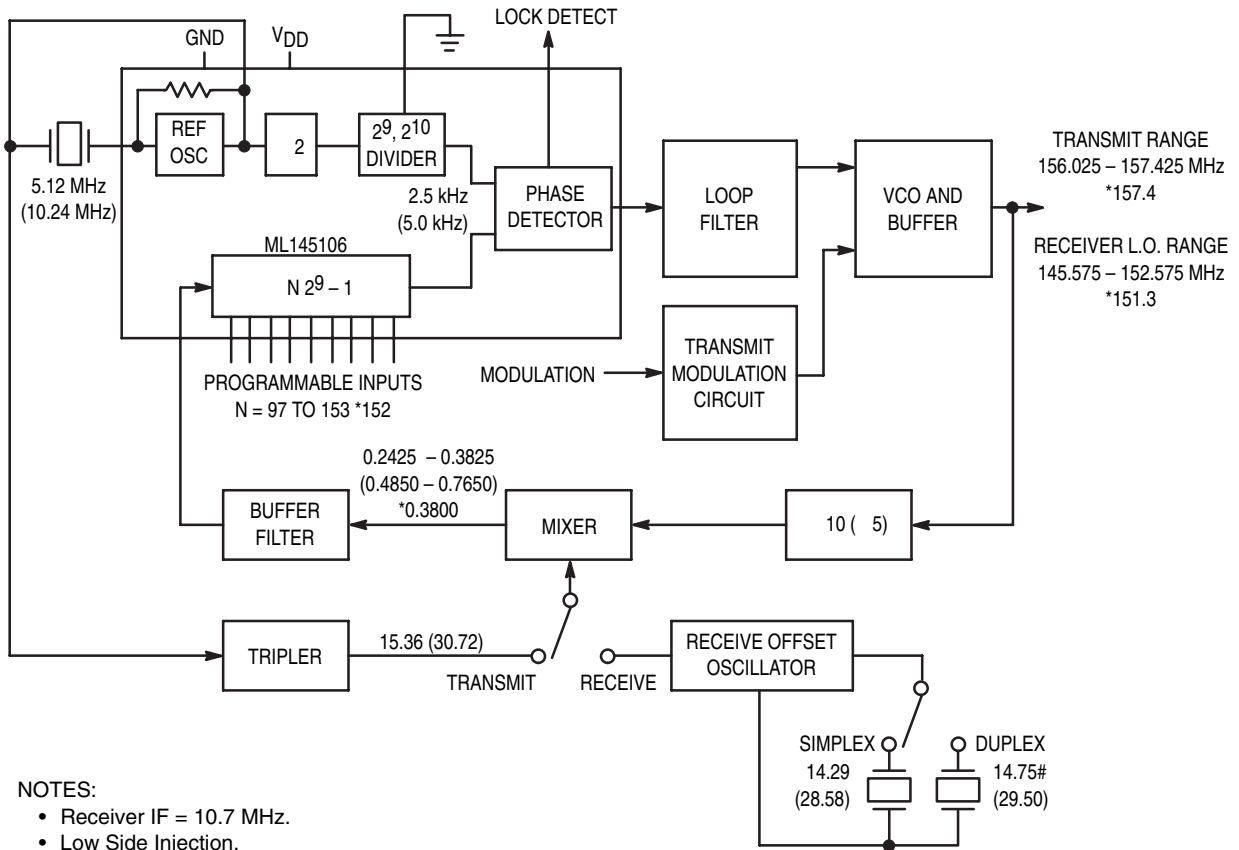 LOCK DETECT
GND
VDD
REF
OSC
2
2⁹, 2¹⁰
DIVIDER
5.12 MHz
(10.24 MHz)
2.5 kHz
(5.0 kHz)
PHASE
DETECTOR
LOOP
FILTER
VCO AND
BUFFER
TRANSMIT RANGE
156.025 – 157.425 MHz
*157.4
RECEIVER L.O. RANGE
145.575 – 152.575 MHz
*151.3
ML145106
N 2⁹ – 1
PROGRAMMABLE INPUTS
N = 97 TO 153 *152
MODULATION
TRANSMIT
MODULATION
CIRCUIT
0.2425 – 0.3825
(0.4850 – 0.7650)
*0.3800
BUFFER
FILTER
MIXER
10 ( 5)
TRIPLER
15.36 (30.72)
TRANSMIT
RECEIVE
RECEIVE OFFSET
OSCILLATOR
SIMPLEX
14.29
(28.58)
DUPLEX
14.75#
(29.50)
NOTES:
• Receiver IF = 10.7 MHz.
• Low Side Injection.